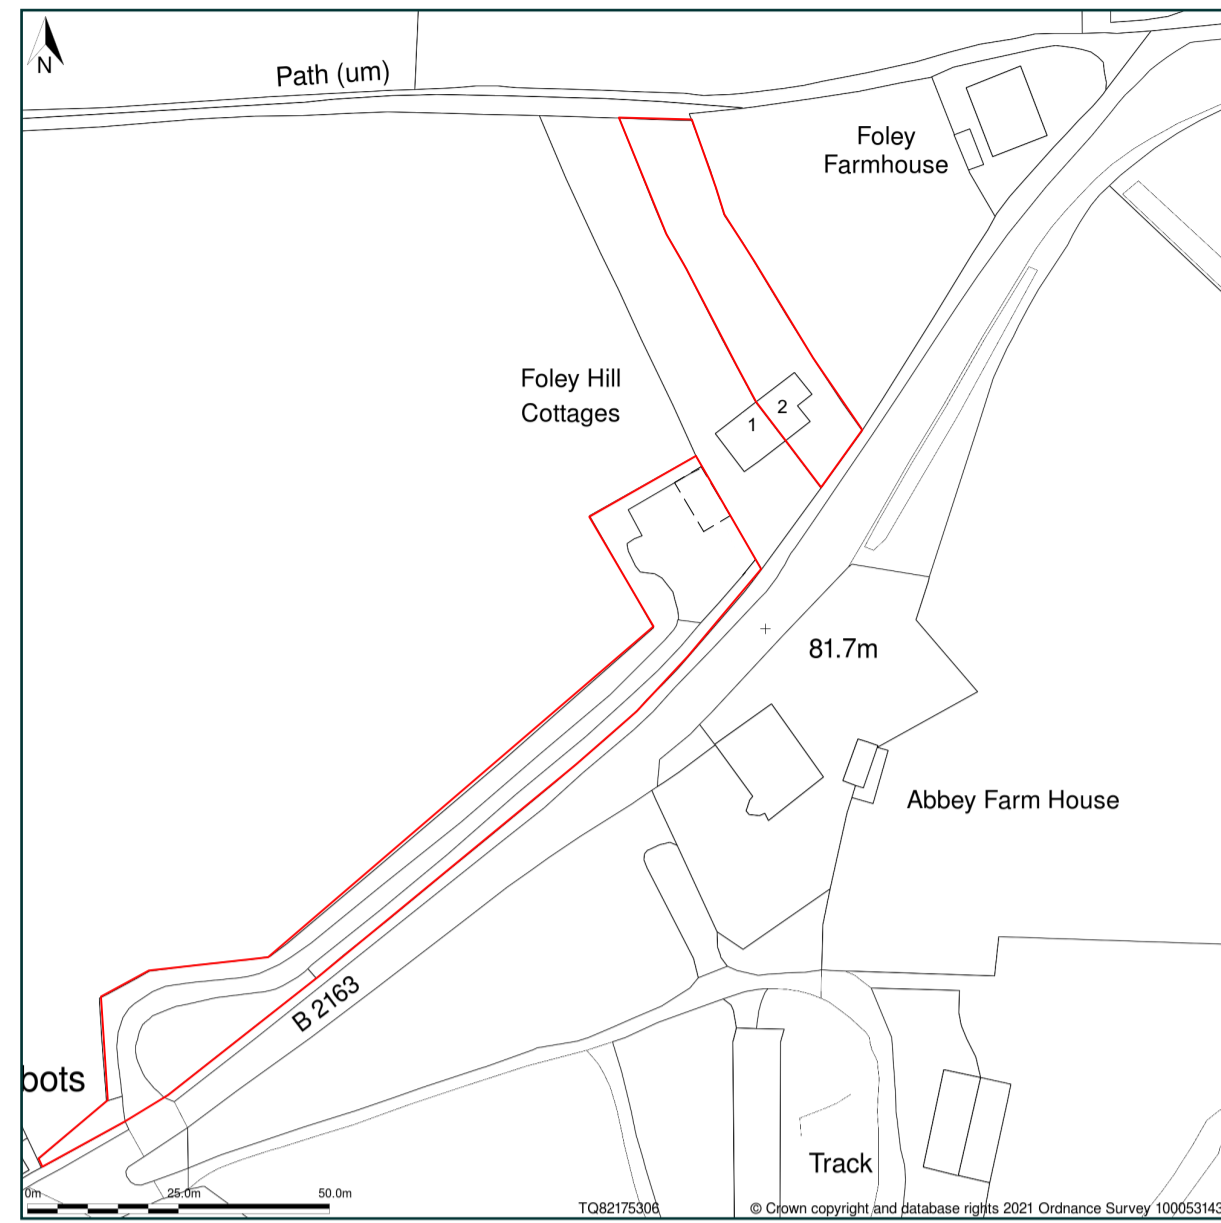 N
Path (um)
Foley
Farmhouse
Foley Hill
Cottages
2
1
81.7m
Abbey Farm House
B 2163
bots
Track
0m
25.0m
50.0m
TQ82175306
© Crown copyright and database rights 2021 Ordnance Survey 100053143